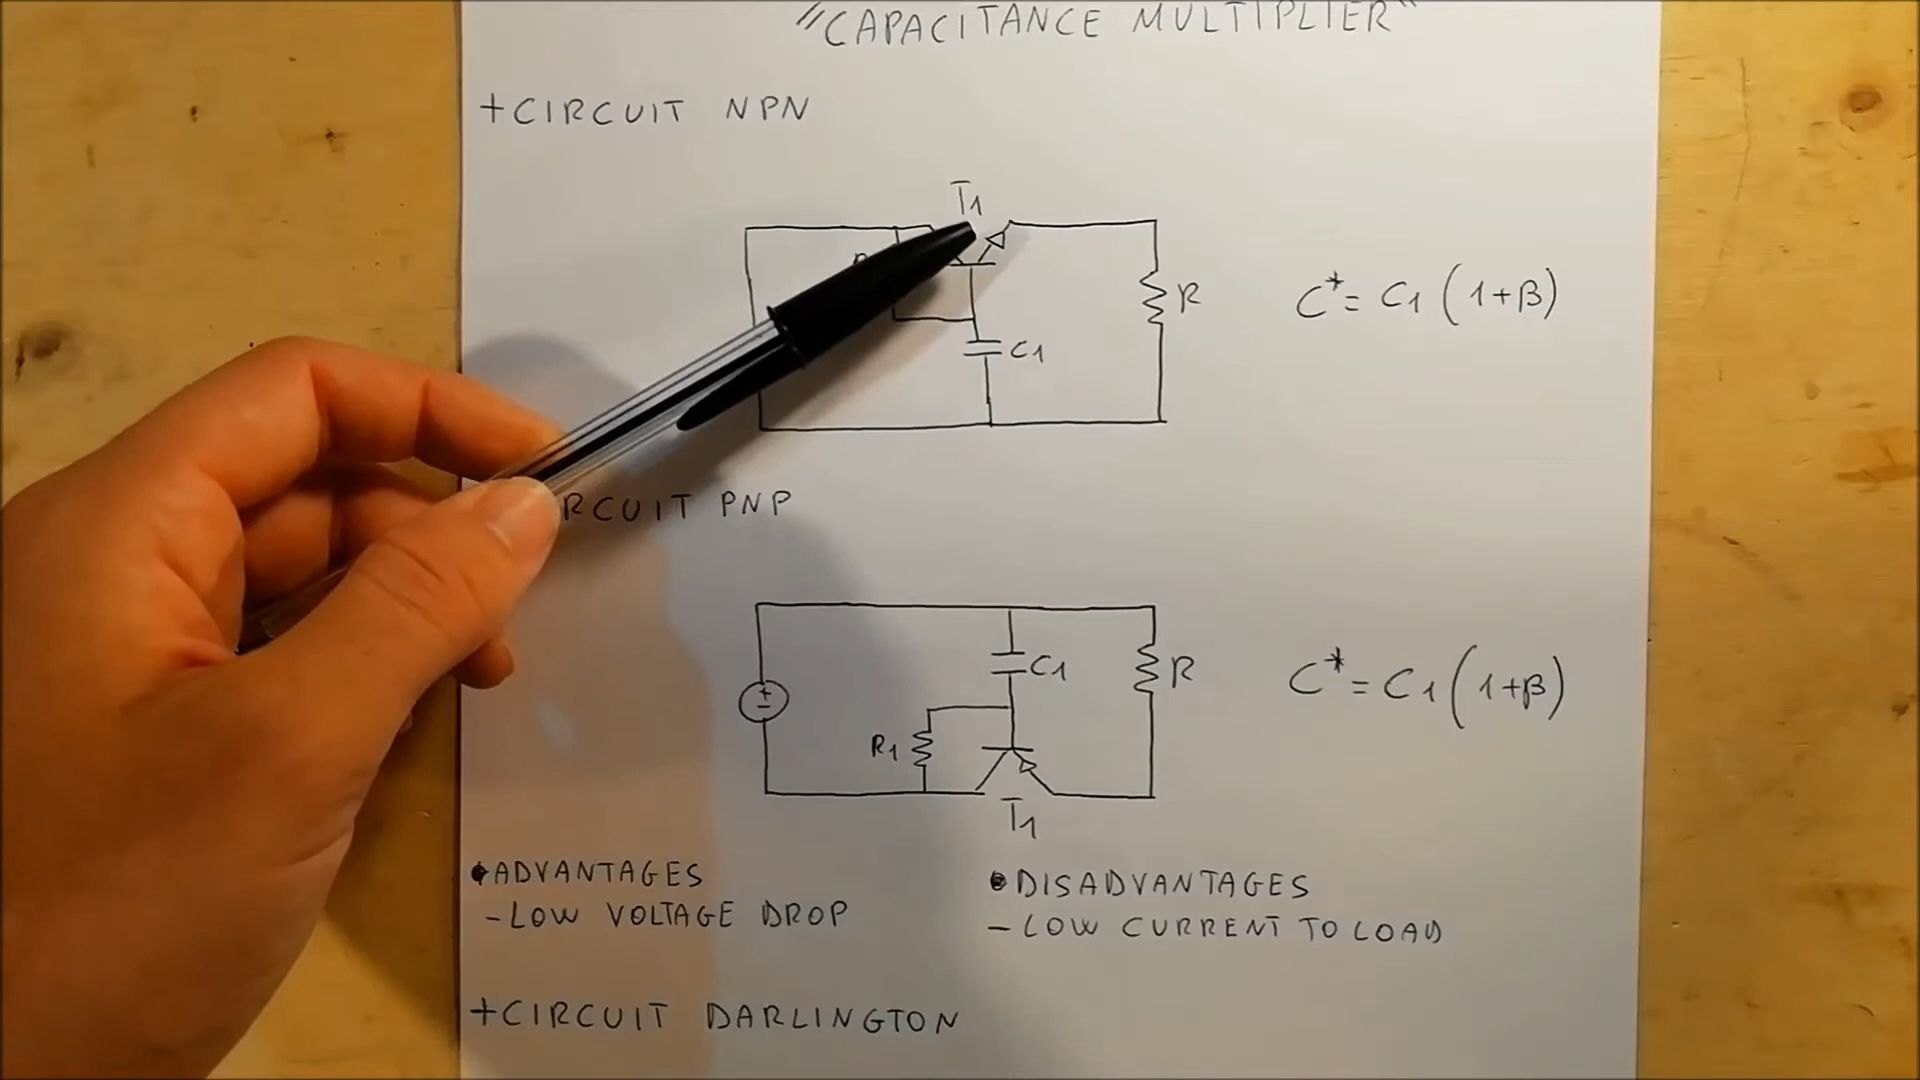 "CAPACITANCE MULTIPLIER"
+CIRCUIT NPN
T1
R
C1
C* = C1 (1+β)
RCUIT PNP
C1
R
R1
T1
C* = C1 (1+β)
•ADVANTAGES
-LOW VOLTAGE DROP
•DISADVANTAGES
-LOW CURRENT TO LOAD
+CIRCUIT DARLINGTON